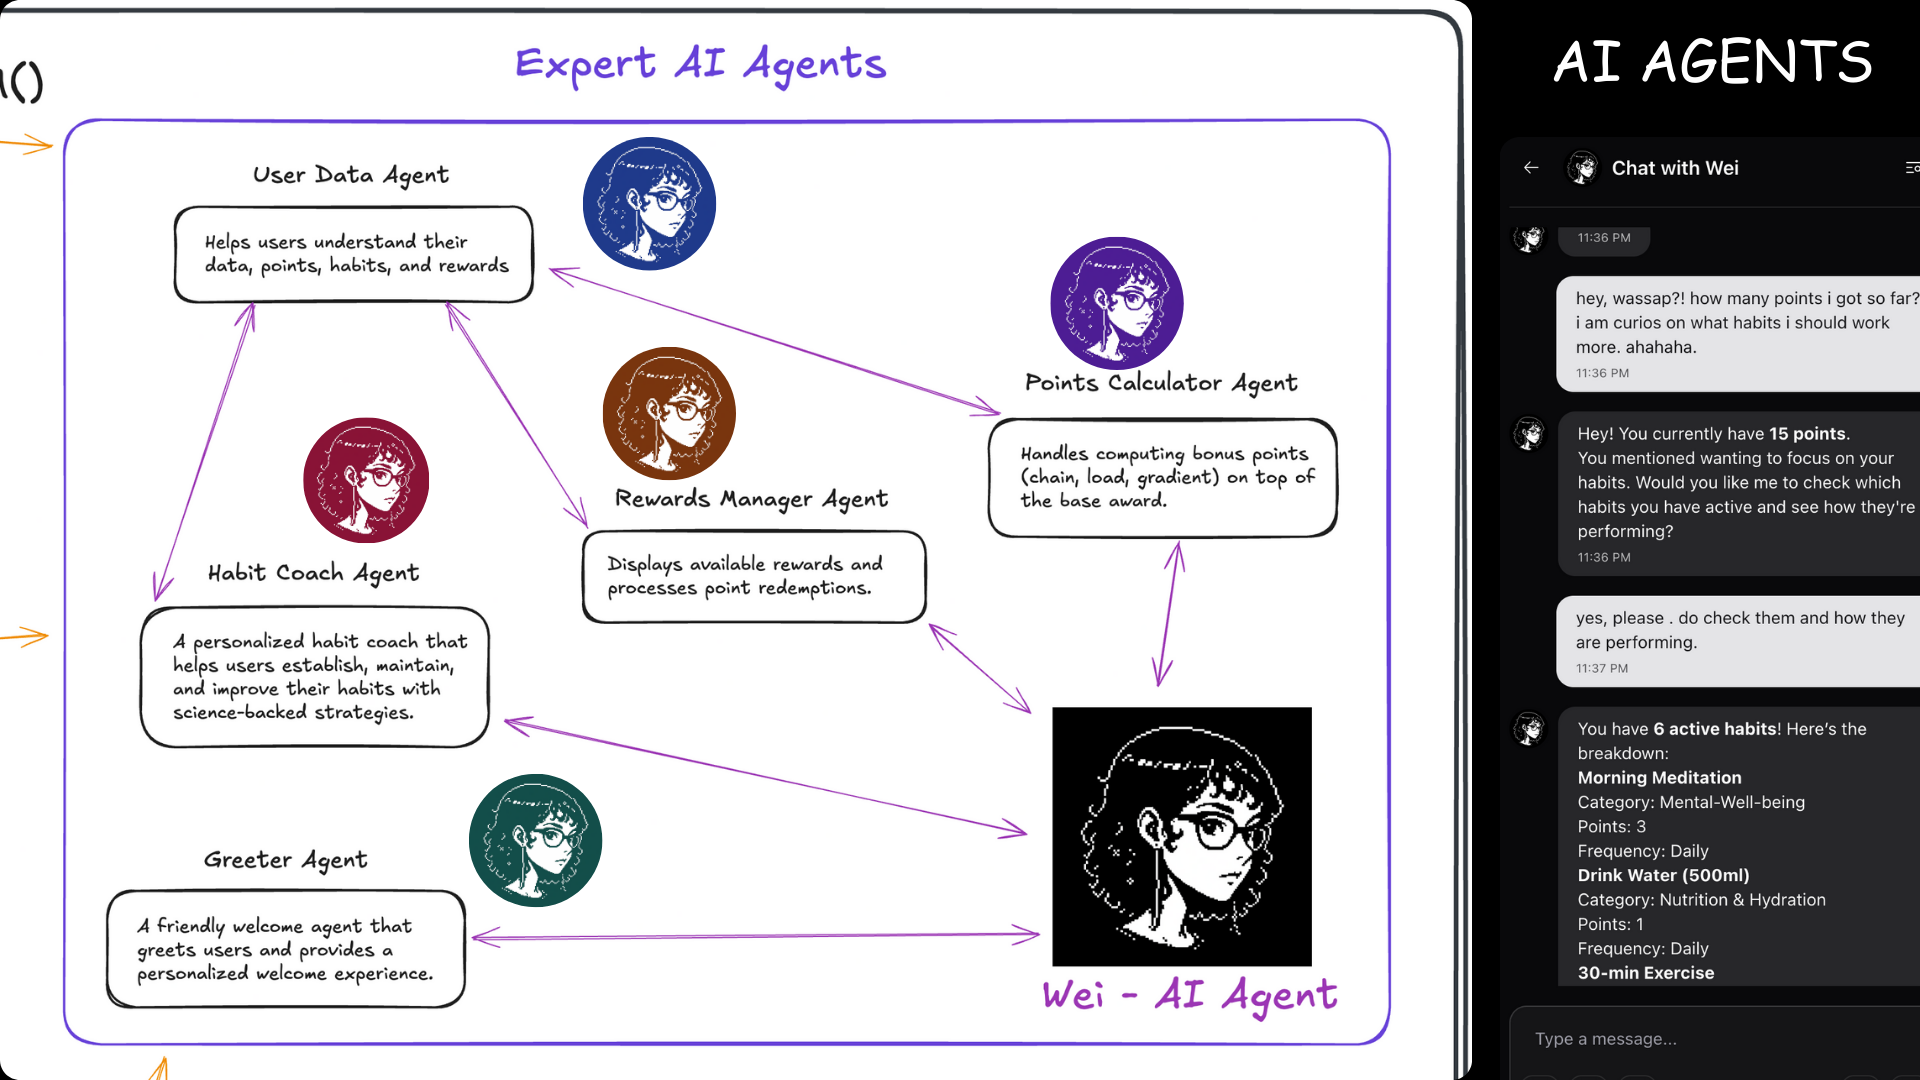 Expert AI Agents
User Data Agent
Helps users understand their
data, points, habits, and rewards
Points Calculator Agent
Handles computing bonus points
(chain, load, gradient) on top of
the base award.
Rewards Manager Agent
Displays available rewards and
processes point redemptions.
Habit Coach Agent
A personalized habit coach that
helps users establish, maintain,
and improve their habits with
science-backed strategies.
Greeter Agent
A friendly welcome agent that
greets users and provides a
personalized welcome experience.
Wei - AI Agent
AI AGENTS
Chat with Wei
11:36 PM
hey, wassap?! how many points i got so far?
i am curios on what habits i should work
more. ahahaha.
11:36 PM
Hey! You currently have 15 points.
You mentioned wanting to focus on your
habits. Would you like me to check which
habits you have active and see how they're
performing?
11:36 PM
yes, please . do check them and how they
are performing.
11:37 PM
You have 6 active habits! Here's the
breakdown:
Morning Meditation
Category: Mental-Well-being
Points: 3
Frequency: Daily
Drink Water (500ml)
Category: Nutrition & Hydration
Points: 1
Frequency: Daily
30-min Exercise
Type a message...